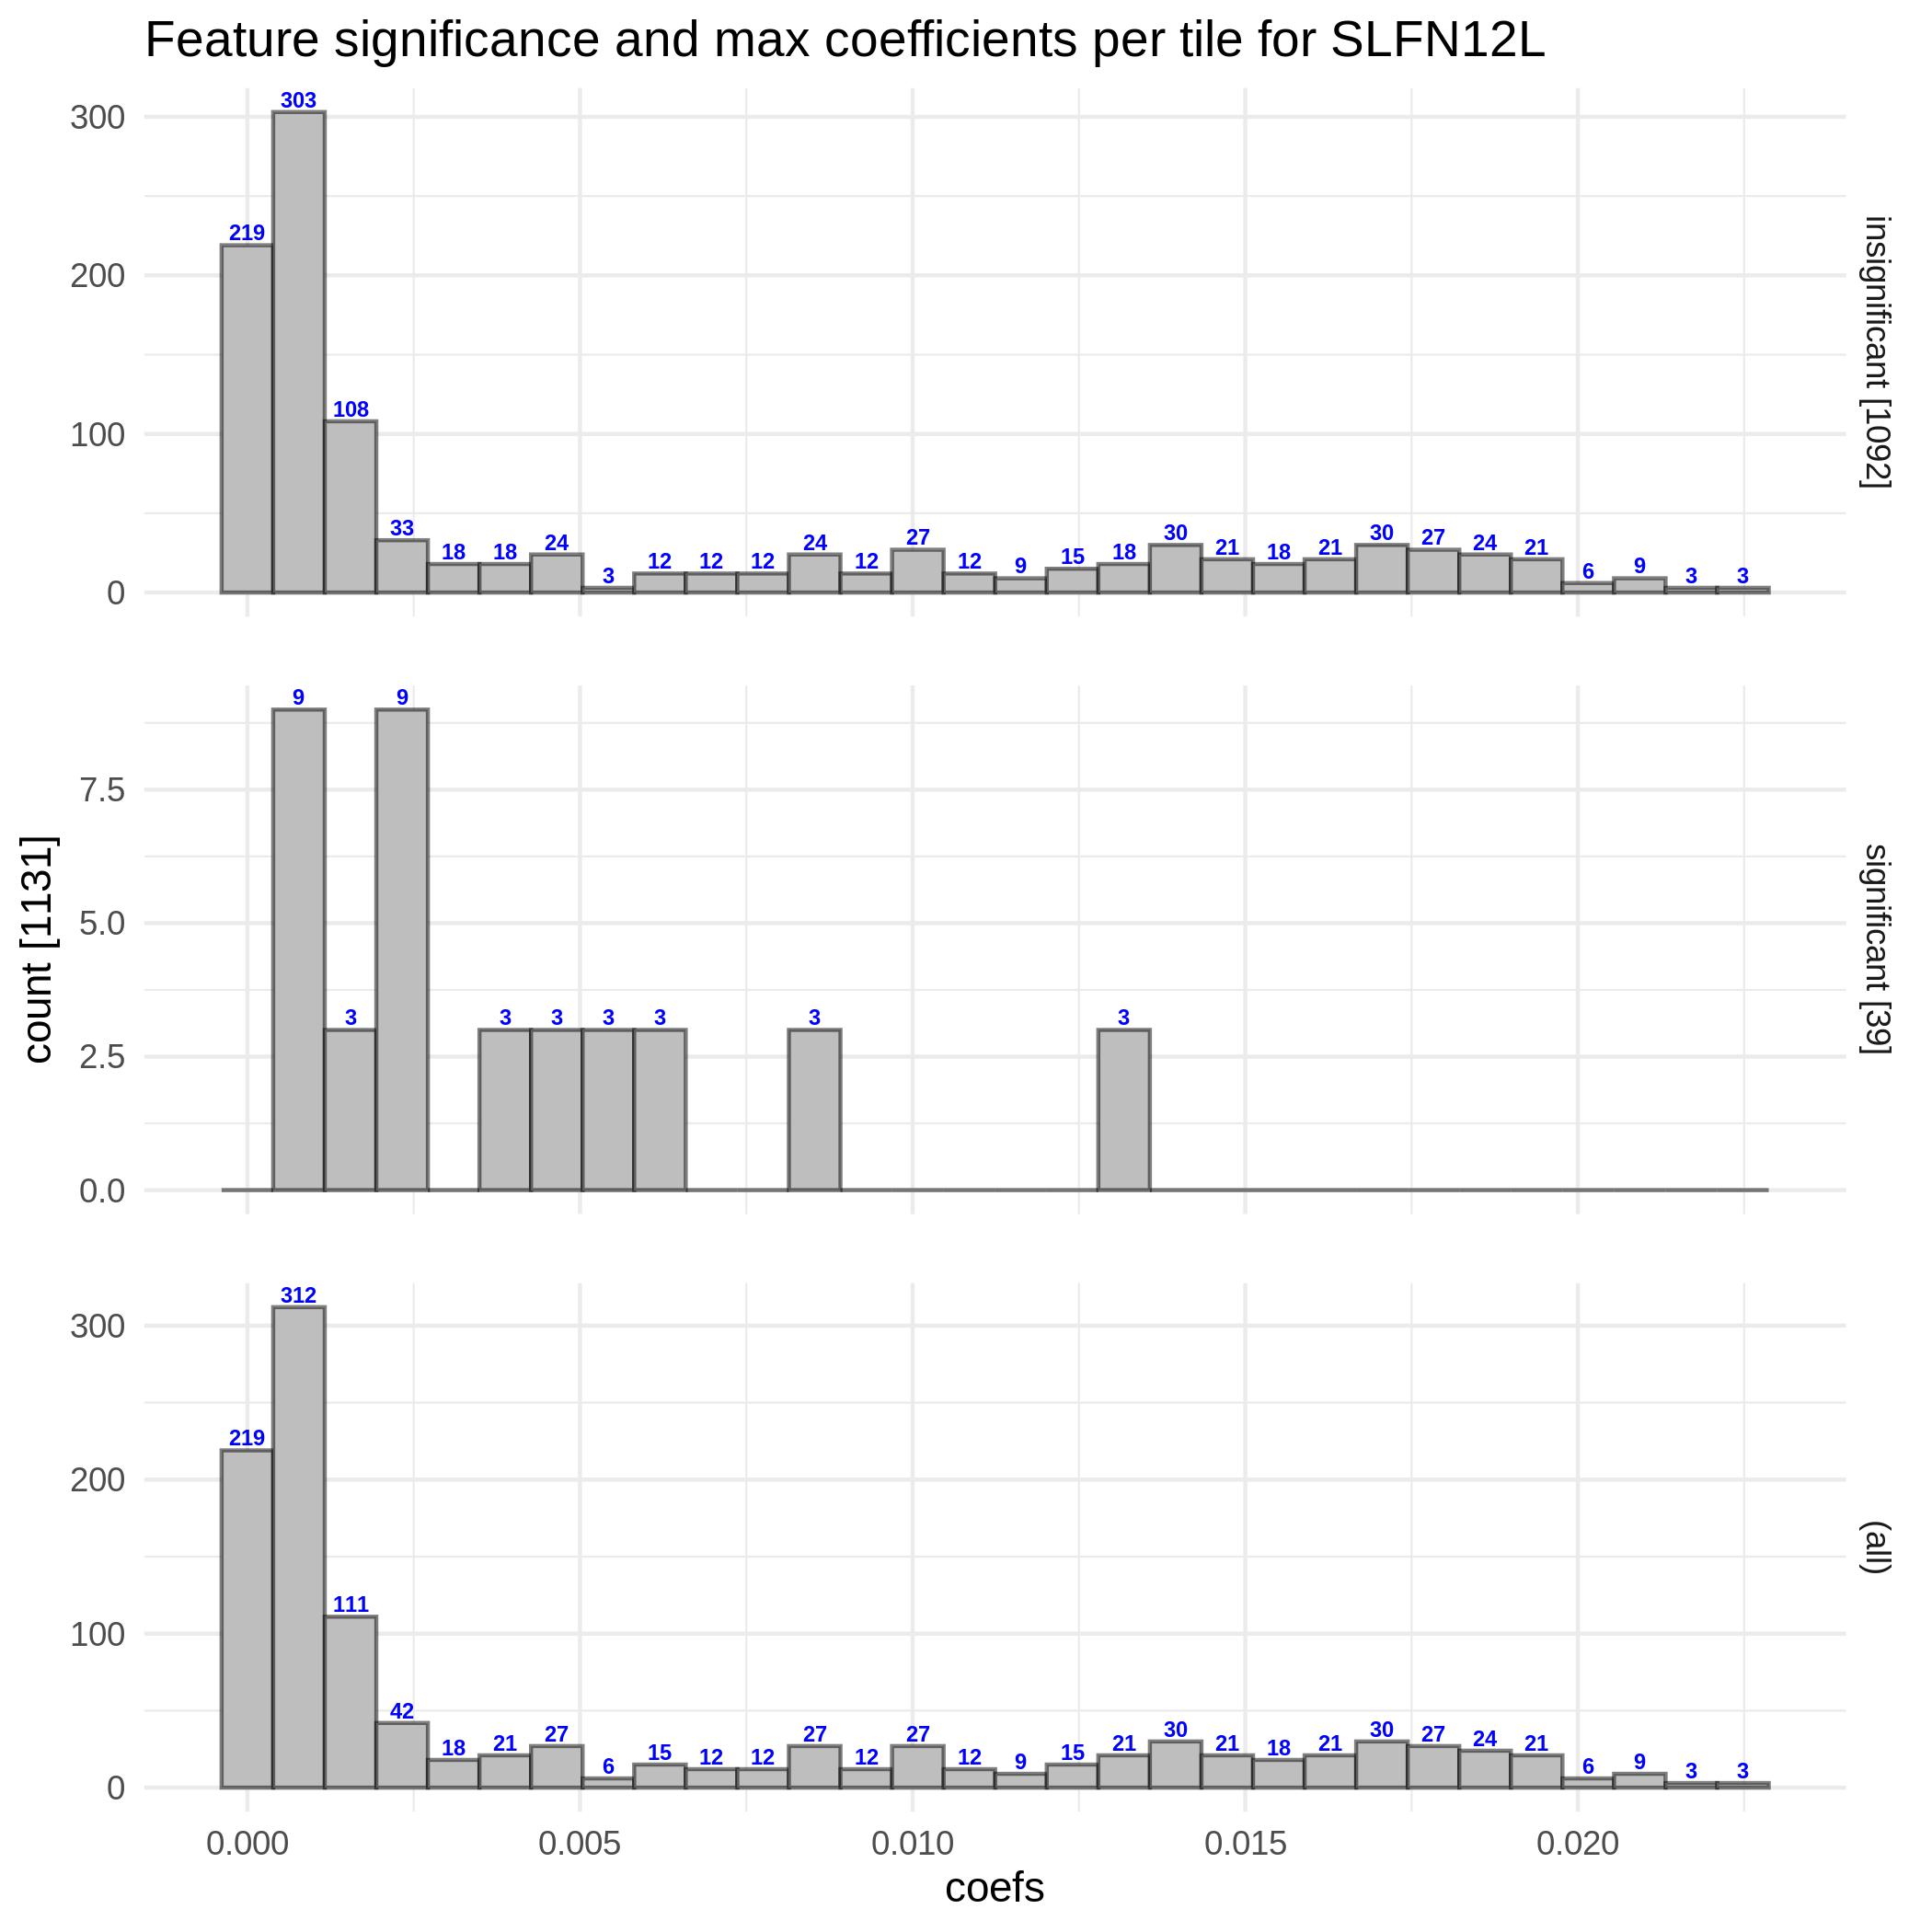 Feature significance and max coefficients per tile for SLFN12L
300
200
100
0
219 303 108 33 18 18 24 3 12 12 12 24 12 27 12 9 15 18 30 21 18 21 30 27 24 21 6 9 3 3
insignificant [1092]
count [1131]
7.5
5.0
2.5
0.0
9 3 9 3 3 3 3 3 3
significant [39]
300
200
100
0
219 312 111 42 18 21 27 6 15 12 12 27 12 27 12 9 15 21 30 21 18 21 30 27 24 21 6 9 3 3
(all)
0.000 0.005 0.010 0.015 0.020
coefs